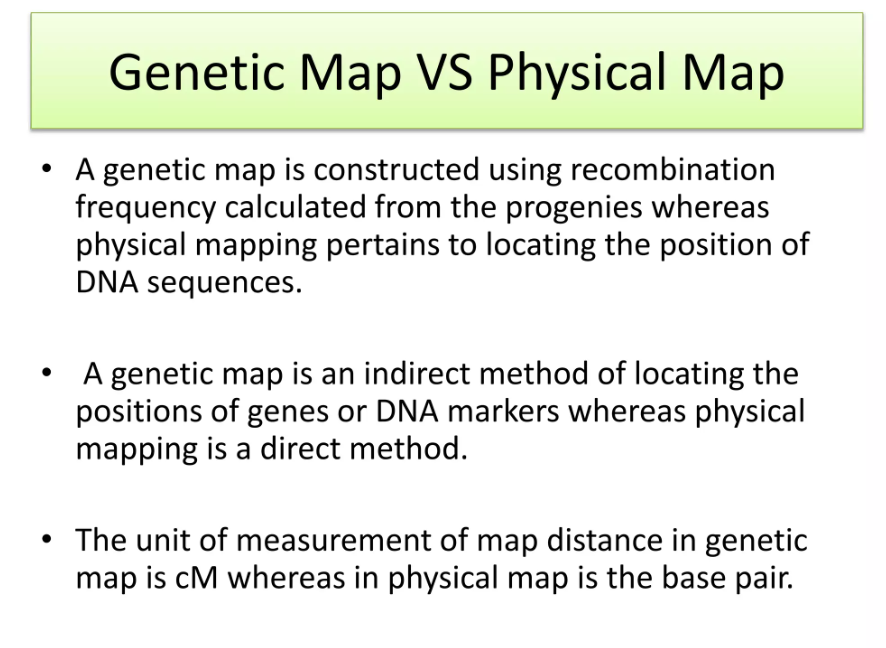 Genetic Map VS Physical Map
• A genetic map is constructed using recombination
frequency calculated from the progenies whereas
physical mapping pertains to locating the position of
DNA sequences.
• A genetic map is an indirect method of locating the
positions of genes or DNA markers whereas physical
mapping is a direct method.
• The unit of measurement of map distance in genetic
map is cM whereas in physical map is the base pair.